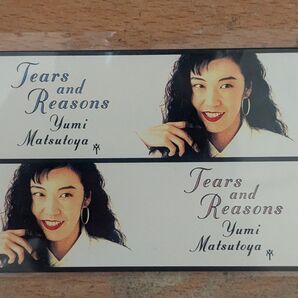 Tears
and
Reasons
Yumi
Matsutoya
Tears
and
Reasons
Yumi
Matsutoya